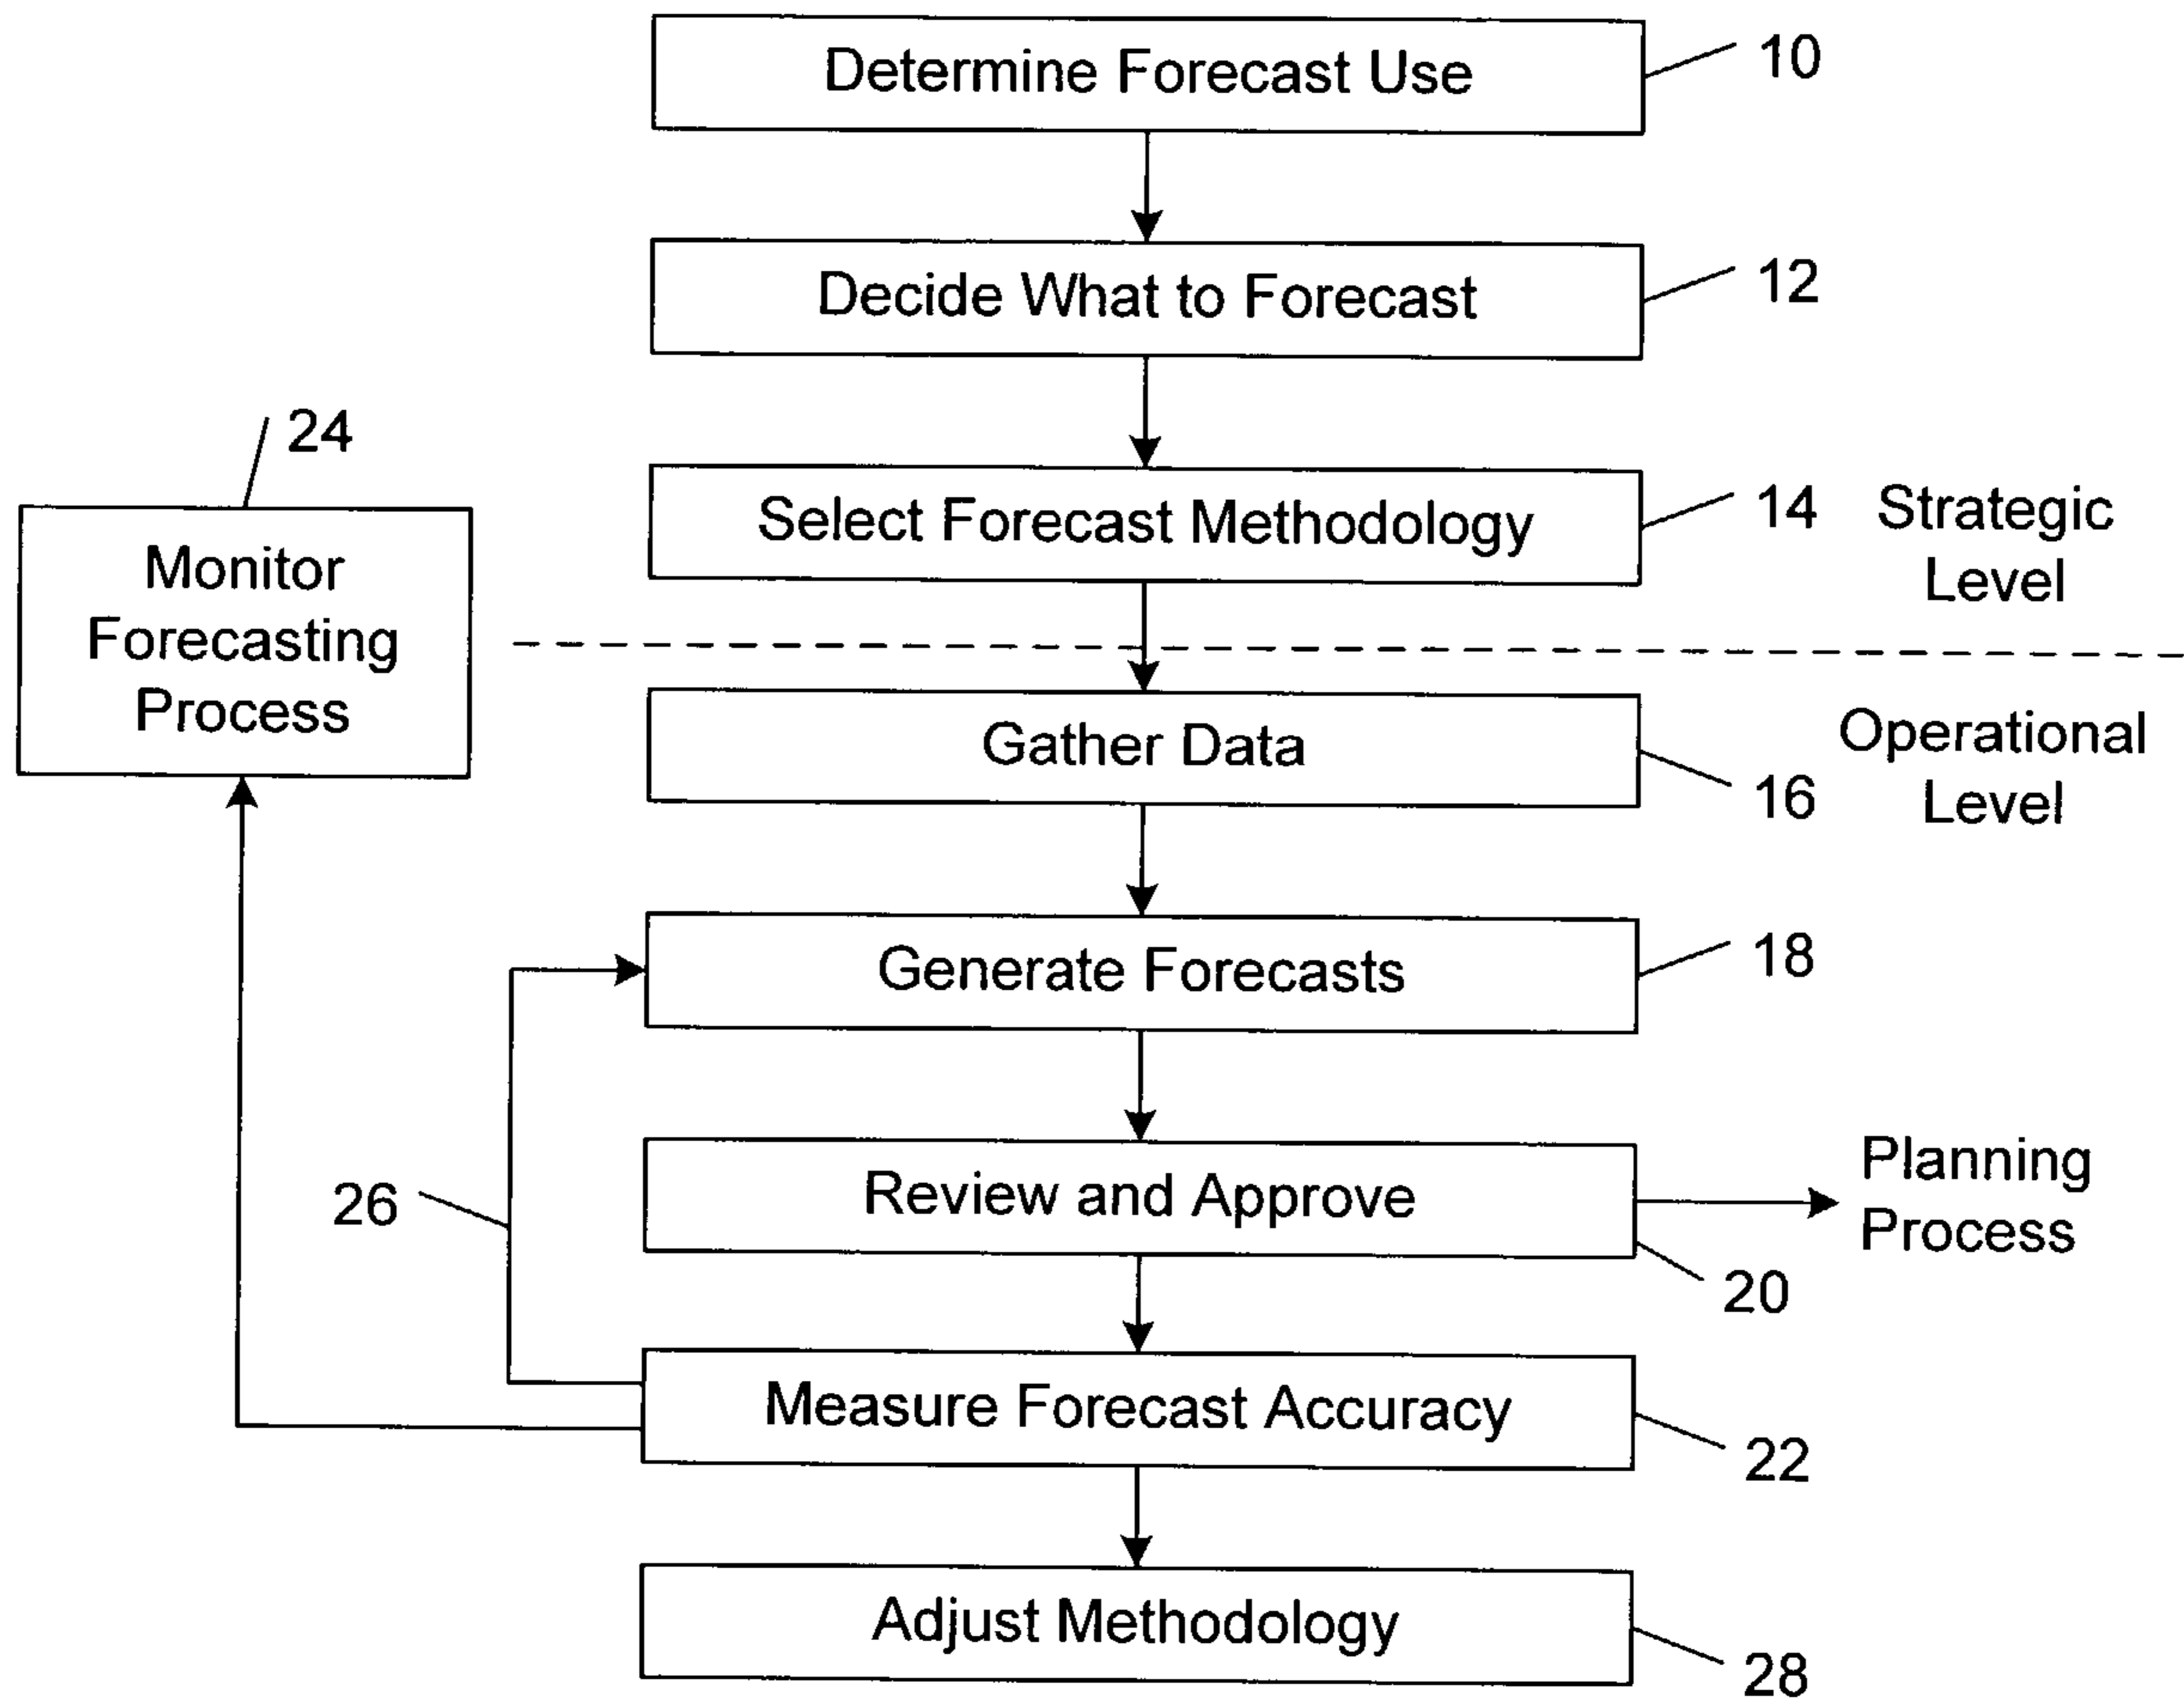 Determine Forecast Use
10
Decide What to Forecast
12
24
Monitor
Forecasting
Process
Select Forecast Methodology
14
Strategic
Level
Gather Data
16
Operational
Level
Generate Forecasts
18
26
Review and Approve
Planning
Process
20
Measure Forecast Accuracy
22
Adjust Methodology
28